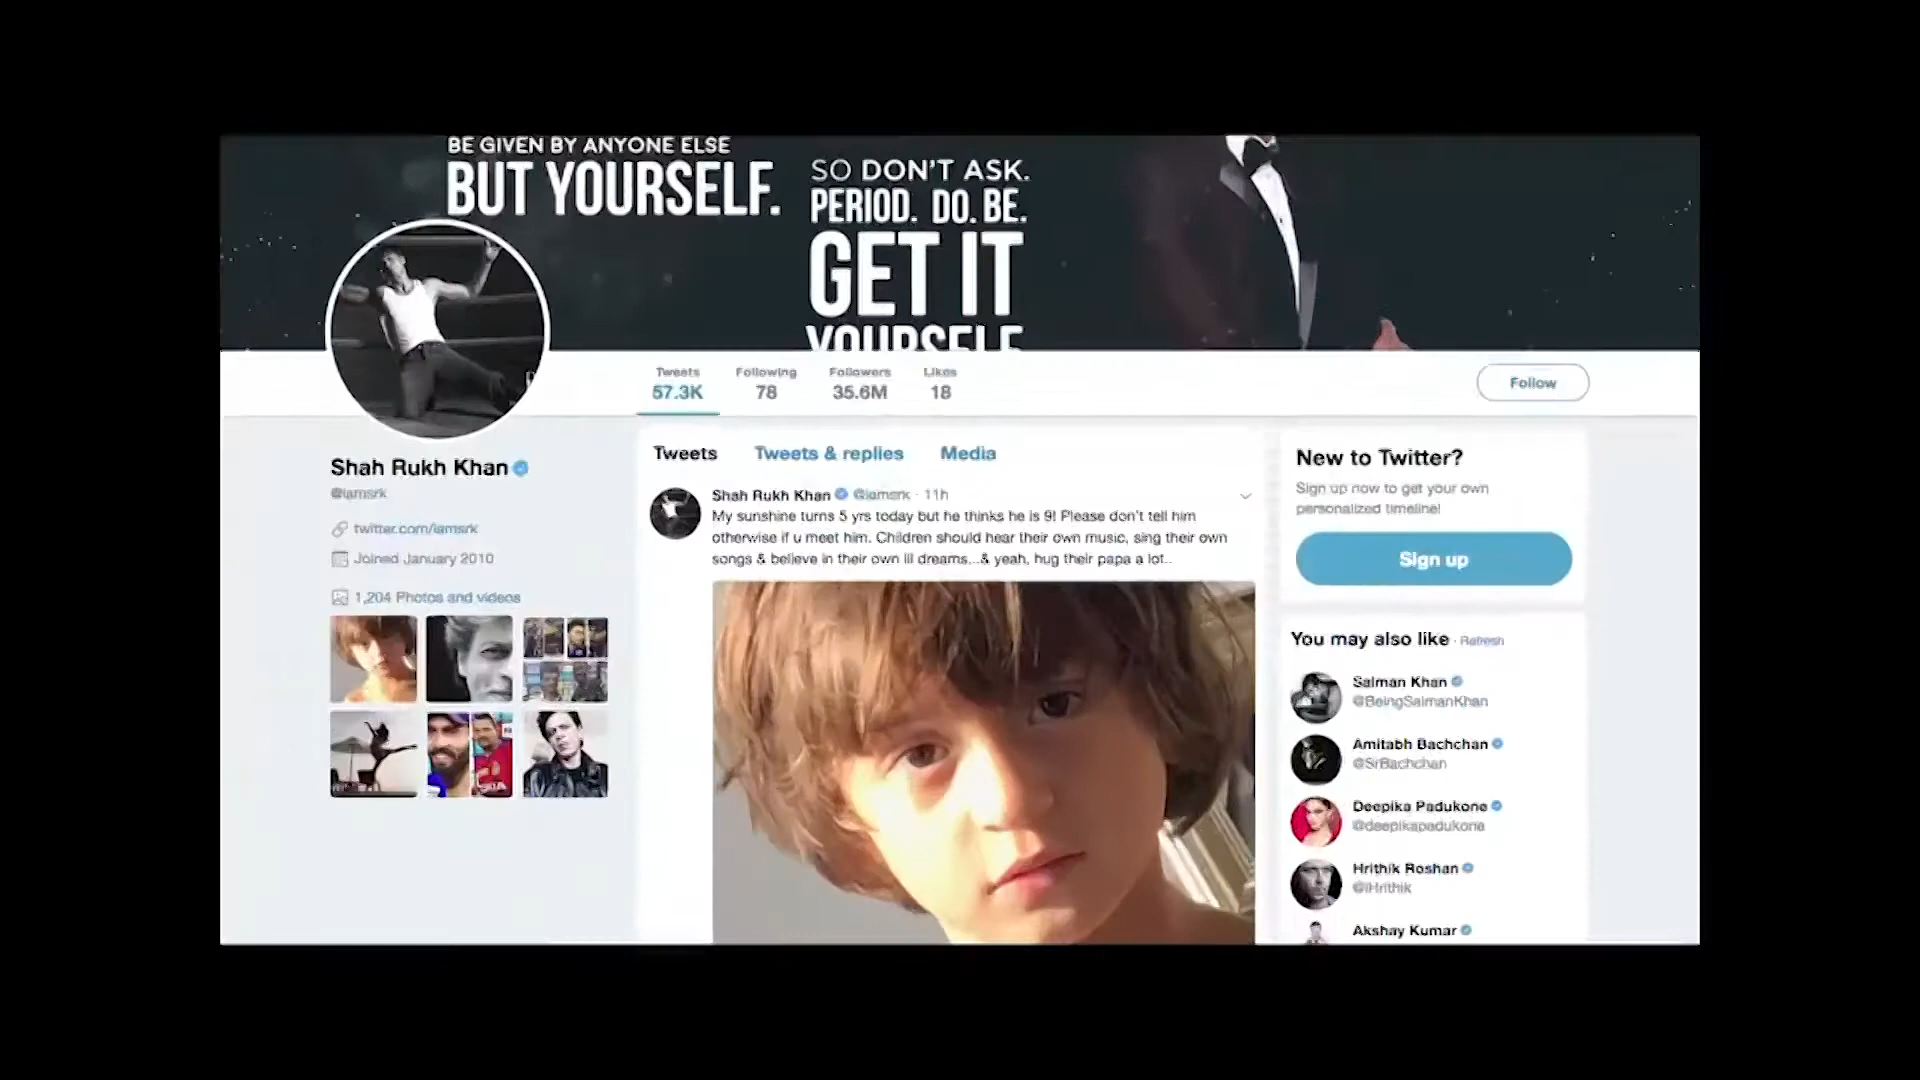 BE GIVEN BY ANYONE ELSE
BUT YOURSELF.
SO DON'T ASK.
PERIOD. DO. BE.
GET IT
YOURSELF
Tweets
57.3K
Following
78
Followers
35.6M
Likes
18
Follow
Shah Rukh Khan
@iamsrk
twitter.com/iamsrk
Joined January 2010
1,204 Photos and videos
Tweets Tweets & replies Media
Shah Rukh Khan @iamsrk · 11h
My sunshine turns 5 yrs today but he thinks he is 9! Please don't tell him
otherwise if u meet him. Children should hear their own music, sing their own
songs & believe in their own lil dreams...& yeah, hug their papa a lot..
New to Twitter?
Sign up now to get your own
personalized timeline!
Sign up
You may also like · Refresh
Salman Khan
@BeingSalmanKhan
Amitabh Bachchan
@SrBachchan
Deepika Padukone
@deepikapadukone
Hrithik Roshan
@iHrithik
Akshay Kumar